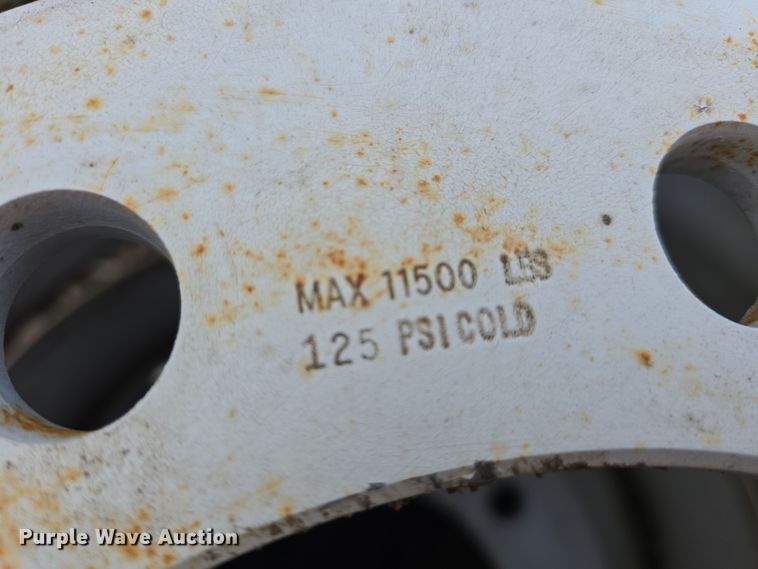 MAX 11500 LBS
125 PSI COLD
Purple Wave Auction